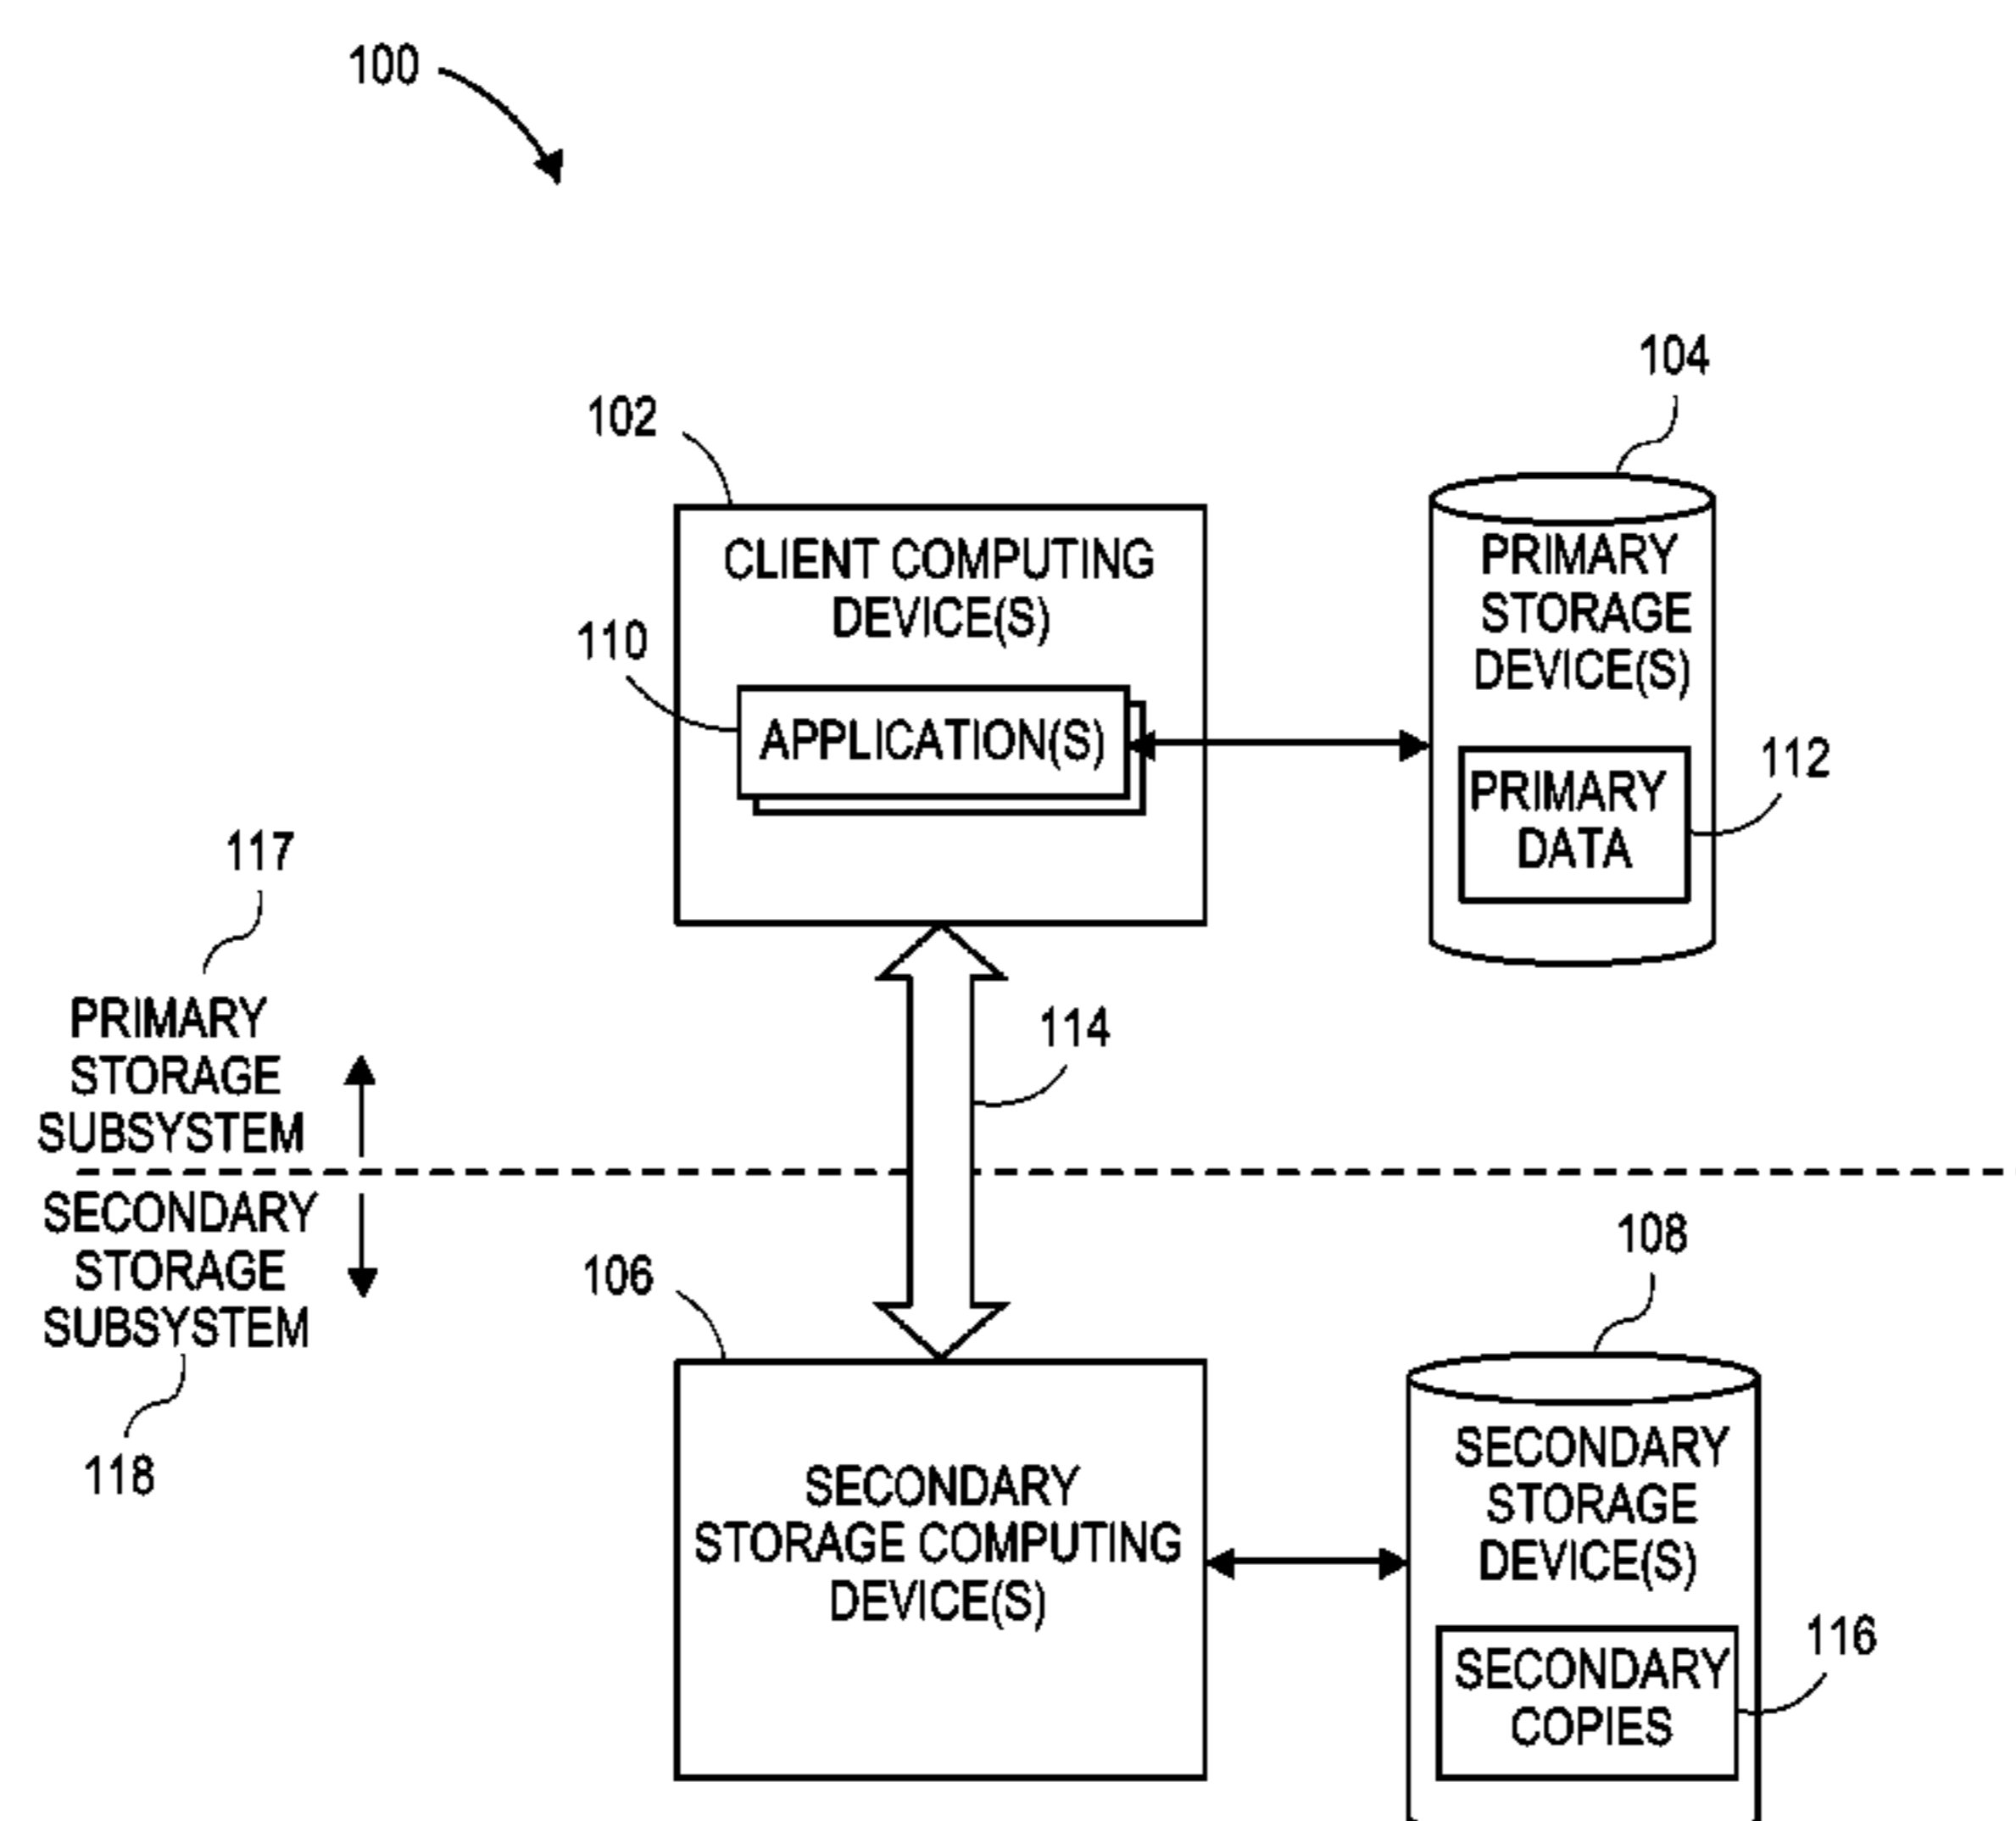 100
104
102
CLIENT COMPUTING
DEVICE(S)
110
APPLICATION(S)
PRIMARY
STORAGE
DEVICE(S)
PRIMARY
DATA
112
117
PRIMARY
STORAGE
SUBSYSTEM
114
SECONDARY
STORAGE
SUBSYSTEM
118
106
SECONDARY
STORAGE COMPUTING
DEVICE(S)
108
SECONDARY
STORAGE
DEVICE(S)
SECONDARY
COPIES
116